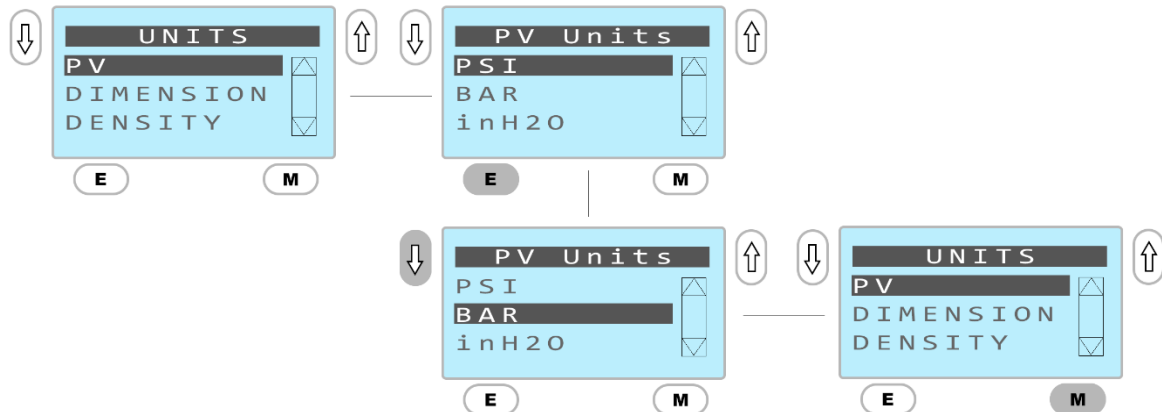 UNITS
PV
DIMENSION
DENSITY
E
M
PV Units
PSI
BAR
inH2O
E
M
PV Units
PSI
BAR
inH2O
E
M
UNITS
PV
DIMENSION
DENSITY
E
M